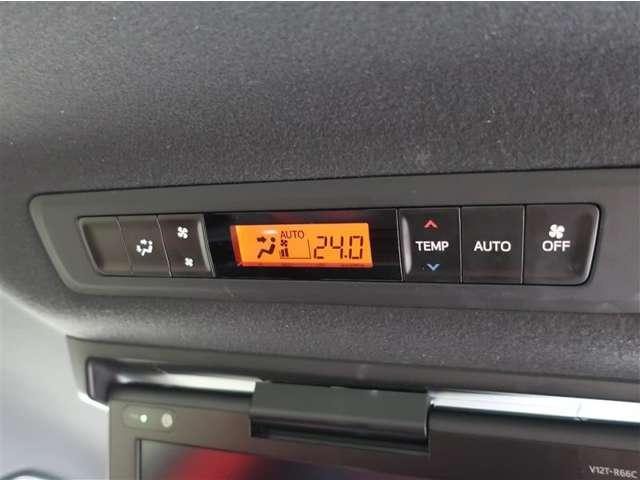 AUTO
24.0
TEMP
AUTO
OFF
V12T-R66C